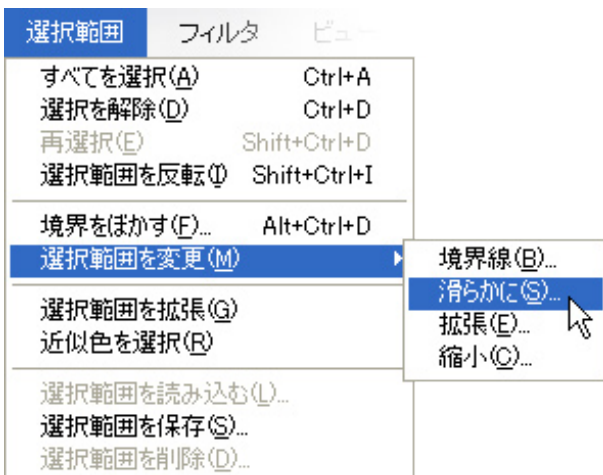 選択範囲 フィルタ ビュー
すべてを選択(A) Ctrl+A
選択を解除(D) Ctrl+D
再選択(E) Shift+Ctrl+D
選択範囲を反転(I) Shift+Ctrl+I
境界をぼかす(F)... Alt+Ctrl+D
選択範囲を変更(M)
境界線(B)...
滑らかに(S)...
拡張(E)...
縮小(C)...
選択範囲を拡張(G)
近似色を選択(R)
選択範囲を読み込む(L)...
選択範囲を保存(S)...
選択範囲を削除(D)...